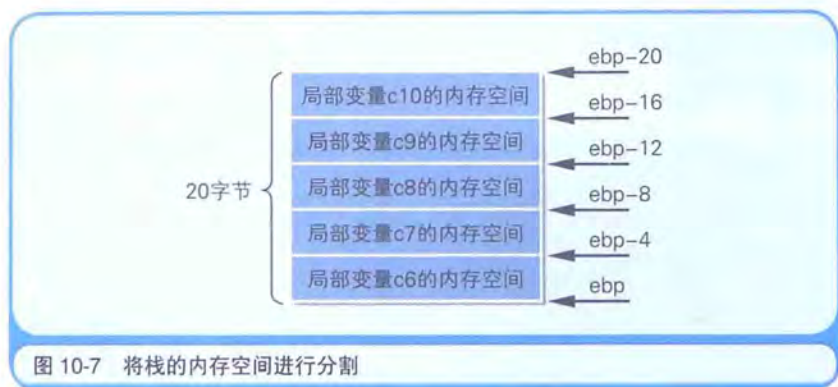 ebp-20
局部变量c10的内存空间
ebp-16
局部变量c9的内存空间
ebp-12
20字节
局部变量c8的内存空间
ebp-8
局部变量c7的内存空间
ebp-4
局部变量c6的内存空间
ebp
图 10-7 将栈的内存空间进行分割